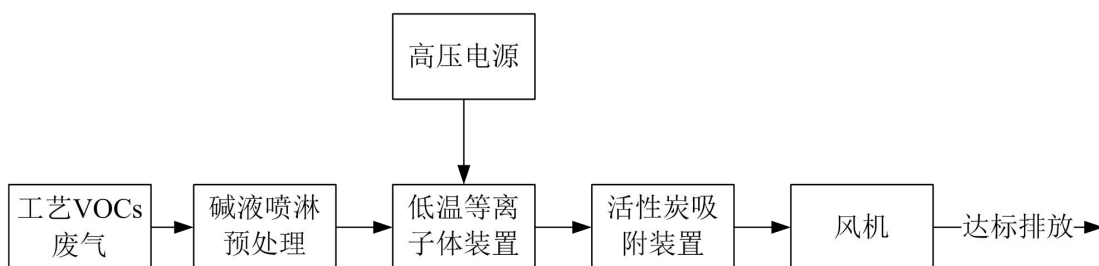 高压电源
工艺VOCs
废气
碱液喷淋
预处理
低温等离
子体装置
活性炭吸
附装置
风机
达标排放